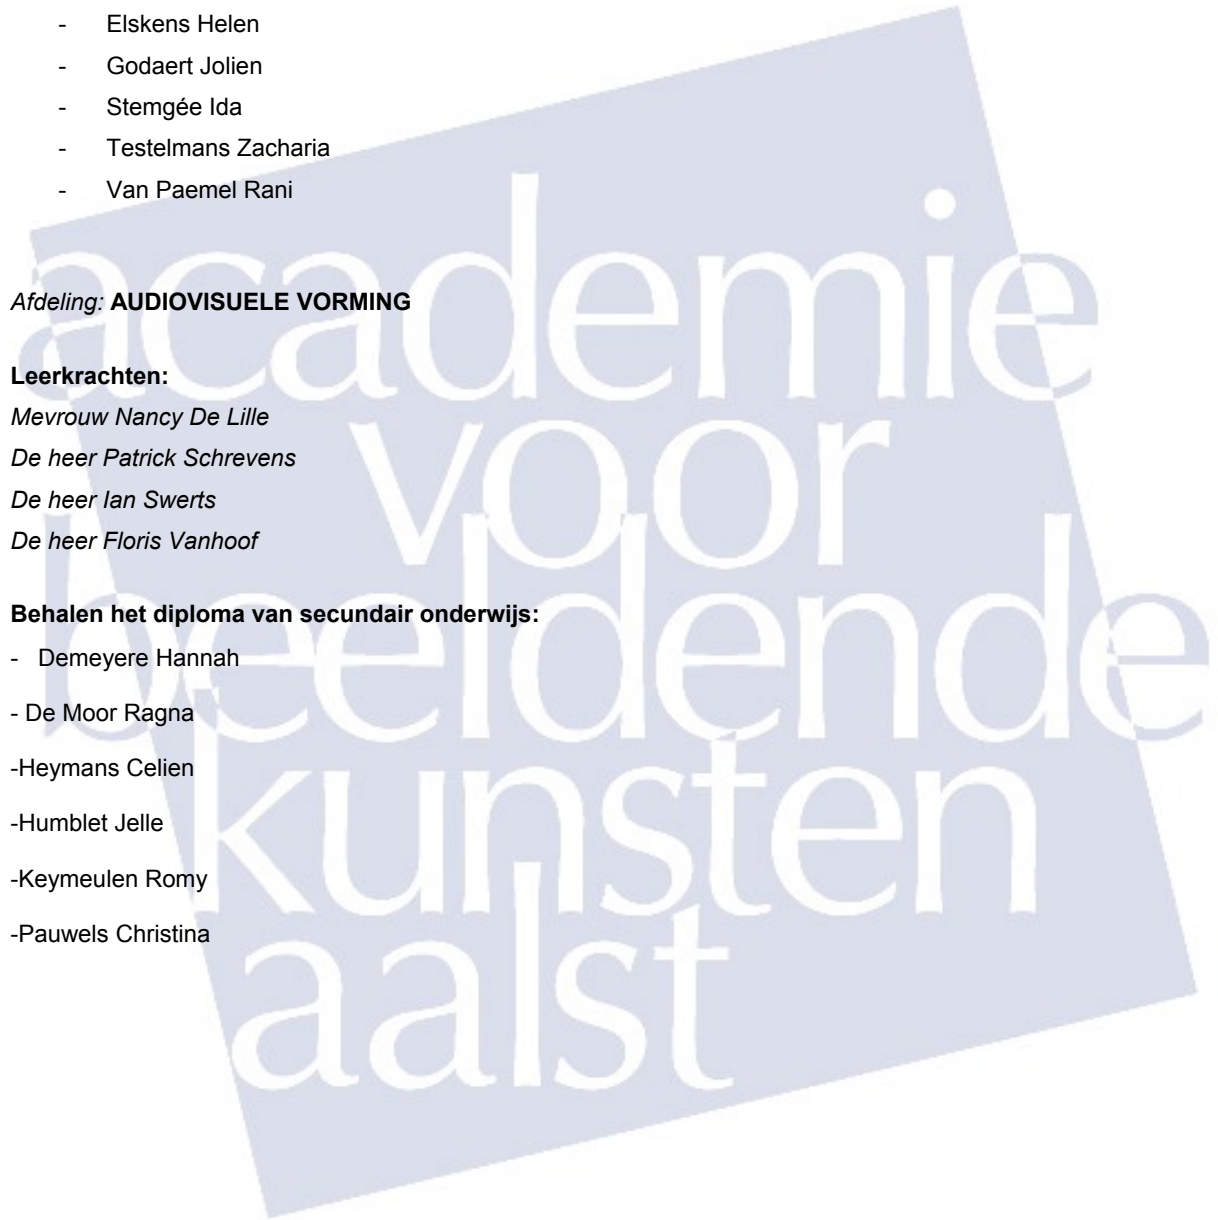 - Elskens Helen
- Godaert Jolien
- Stemgée Ida
- Testelmans Zacharia
- Van Paemel Rani
Afdeling: AUDIOVISUELE VORMING
Leerkrachten:
Mevrouw Nancy De Lille
De heer Patrick Schrevens
De heer Ian Swerts
De heer Floris Vanhoof
Behalen het diploma van secundair onderwijs:
- Demeyere Hannah
- De Moor Ragna
-Heymans Celien
-Humblet Jelle
-Keymeulen Romy
-Pauwels Christina
academie
voor
beeldende
kunsten
aalst